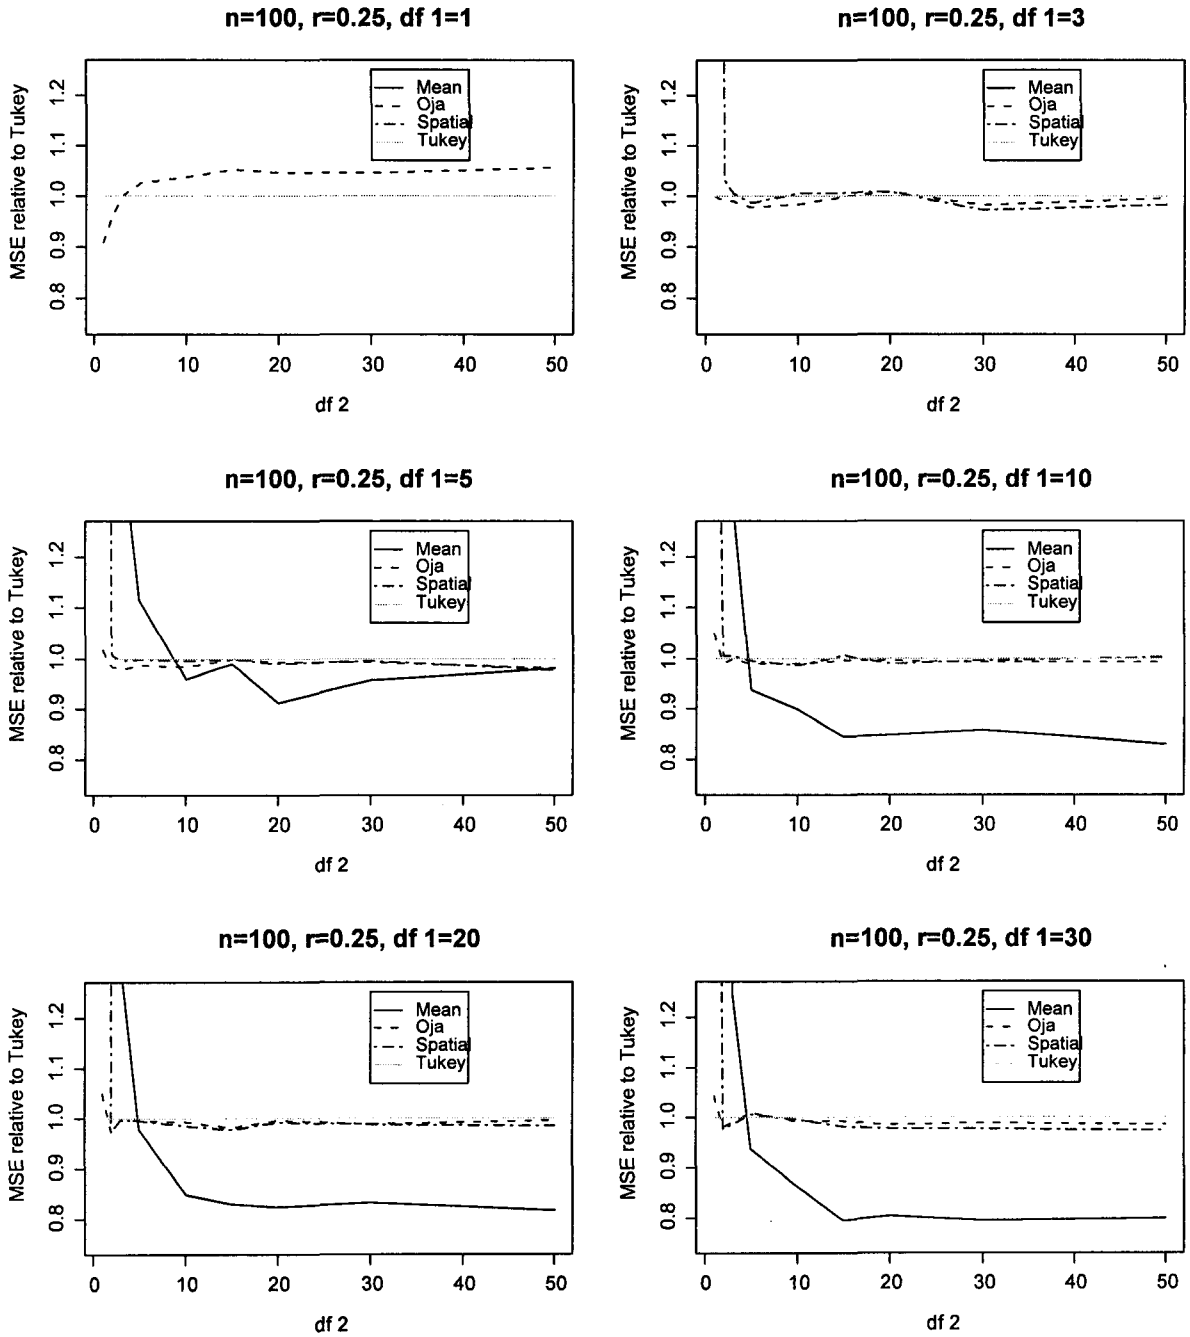 n=100, r=0.25, df 1=1
MSE relative to Tukey
1.2
1.1
1.0
0.9
0.8
Mean
Oja
Spatial
Tukey
0 10 20 30 40 50
df 2
n=100, r=0.25, df 1=3
MSE relative to Tukey
1.2
1.1
1.0
0.9
0.8
Mean
Oja
Spatial
Tukey
0 10 20 30 40 50
df 2
n=100, r=0.25, df 1=5
MSE relative to Tukey
1.2
1.1
1.0
0.9
0.8
Mean
Oja
Spatial
Tukey
0 10 20 30 40 50
df 2
n=100, r=0.25, df 1=10
MSE relative to Tukey
1.2
1.1
1.0
0.9
0.8
Mean
Oja
Spatial
Tukey
0 10 20 30 40 50
df 2
n=100, r=0.25, df 1=20
MSE relative to Tukey
1.2
1.1
1.0
0.9
0.8
Mean
Oja
Spatial
Tukey
0 10 20 30 40 50
df 2
n=100, r=0.25, df 1=30
MSE relative to Tukey
1.2
1.1
1.0
0.9
0.8
Mean
Oja
Spatial
Tukey
0 10 20 30 40 50
df 2